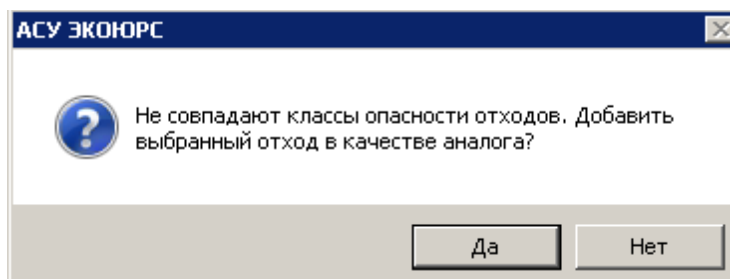 АСУ ЭКОЮРС
Не совпадают классы опасности отходов. Добавить
выбранный отход в качестве аналога?
Да
Нет